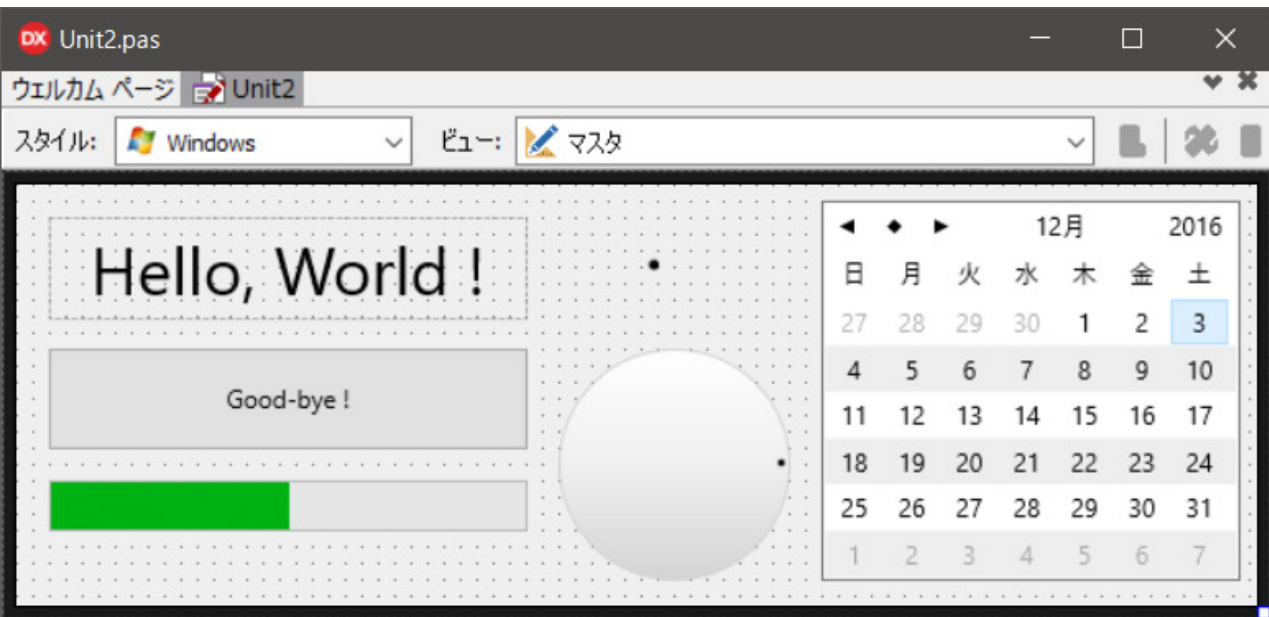 DX Unit2.pas
ウェルカム ページ Unit2
スタイル: Windows ビュー: マスタ
Hello, World !
Good-bye !
12月 2016
日 月 火 水 木 金 土
27 28 29 30 1 2 3
4 5 6 7 8 9 10
11 12 13 14 15 16 17
18 19 20 21 22 23 24
25 26 27 28 29 30 31
1 2 3 4 5 6 7